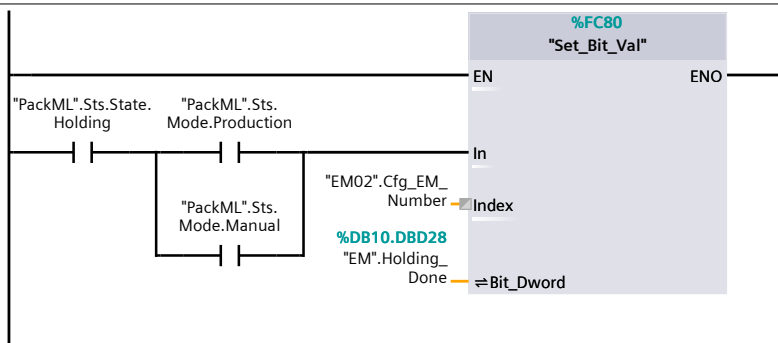 %FC80
"Set_Bit_Val"
EN
ENO
"PackML".Sts.State.
Holding
"PackML".Sts.
Mode.Production
In
"EM02".Cfg_EM_
Number
Index
"PackML".Sts.
Mode.Manual
%DB10.DBD28
"EM".Holding_
Done
⇌Bit_Dword